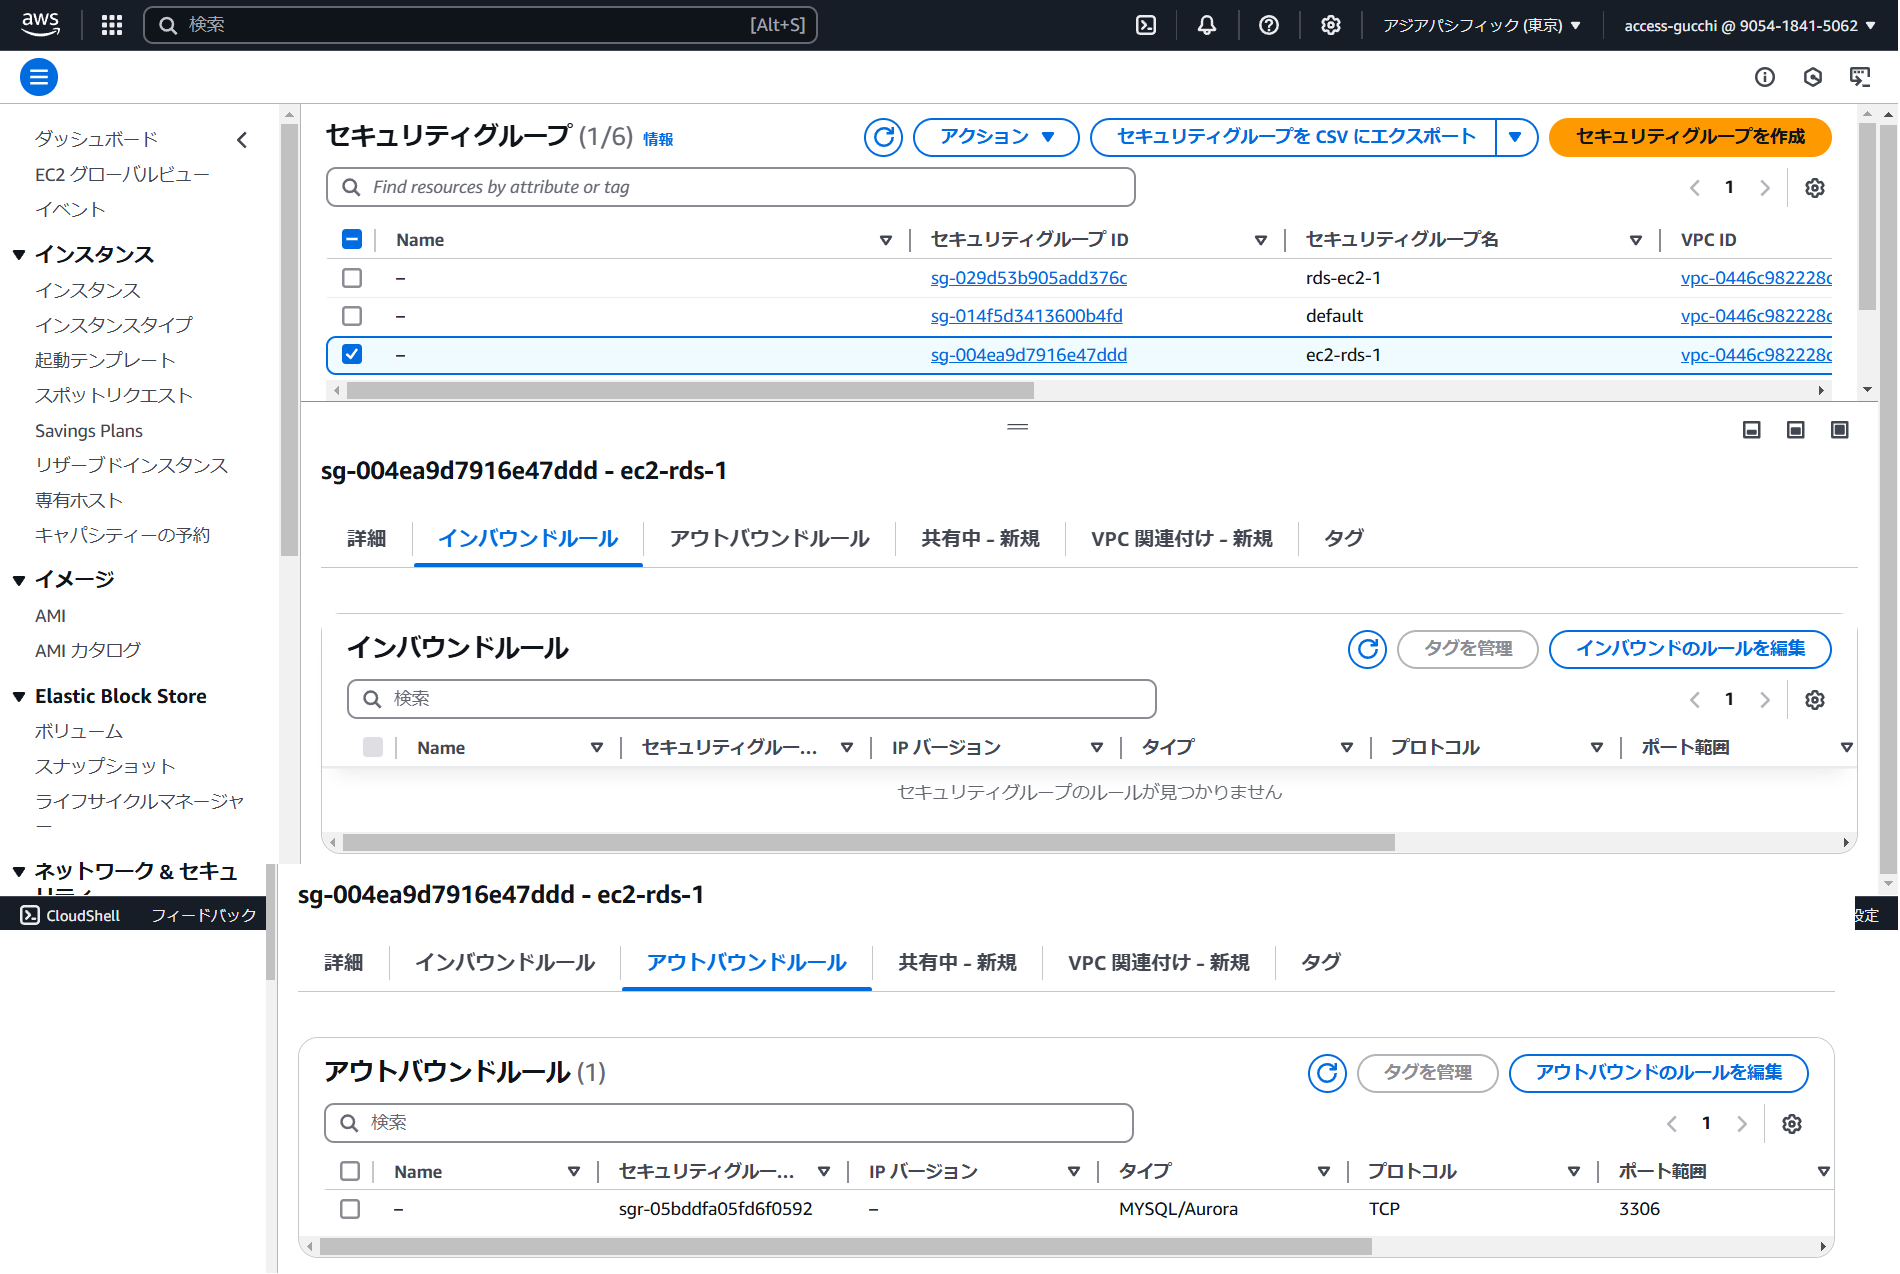 aws
検索 [Alt+S]
アジアパシフィック (東京)
access-gucchi @ 9054-1841-5062
ダッシュボード
EC2 グローバルビュー
イベント
インスタンス
インスタンス
インスタンスタイプ
起動テンプレート
スポットリクエスト
Savings Plans
リザーブドインスタンス
専有ホスト
キャパシティーの予約
イメージ
AMI
AMI カタログ
Elastic Block Store
ボリューム
スナップショット
ライフサイクルマネージャ
ー
ネットワーク & セキュ
リティ
CloudShell フィードバック
セキュリティグループ (1/6) 情報
アクション
セキュリティグループを CSV にエクスポート
セキュリティグループを作成
Find resources by attribute or tag
1
Name セキュリティグループ ID セキュリティグループ名 VPC ID
– sg-029d53b905add376c rds-ec2-1 vpc-0446c982228c
– sg-014f5d3413600b4fd default vpc-0446c982228c
– sg-004ea9d7916e47ddd ec2-rds-1 vpc-0446c982228c
sg-004ea9d7916e47ddd - ec2-rds-1
詳細 インバウンドルール アウトバウンドルール 共有中 – 新規 VPC 関連付け – 新規 タグ
インバウンドルール
タグを管理
インバウンドのルールを編集
検索
1
Name セキュリティグルー... IP バージョン タイプ プロトコル ポート範囲
セキュリティグループのルールが見つかりません
sg-004ea9d7916e47ddd - ec2-rds-1
設定
詳細 インバウンドルール アウトバウンドルール 共有中 – 新規 VPC 関連付け – 新規 タグ
アウトバウンドルール (1)
タグを管理
アウトバウンドのルールを編集
検索
1
Name セキュリティグルー... IP バージョン タイプ プロトコル ポート範囲
– sgr-05bddfa05fd6f0592 – MYSQL/Aurora TCP 3306